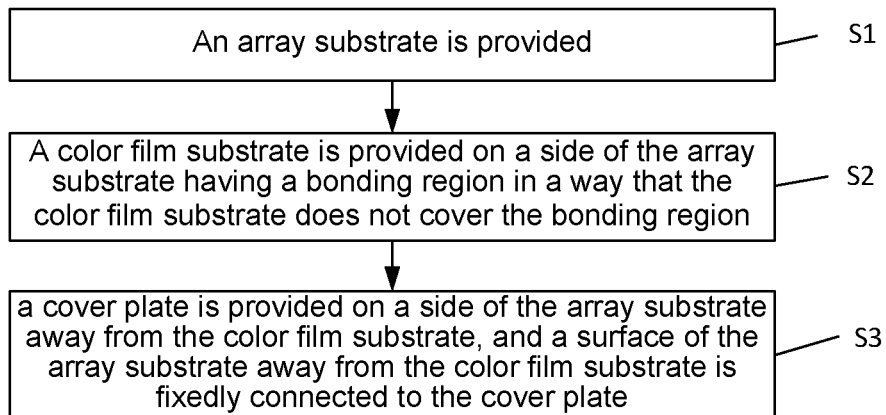 An array substrate is provided
S1
A color film substrate is provided on a side of the array
substrate having a bonding region in a way that the
color film substrate does not cover the bonding region
S2
a cover plate is provided on a side of the array substrate
away from the color film substrate, and a surface of the
array substrate away from the color film substrate is
fixedly connected to the cover plate
S3